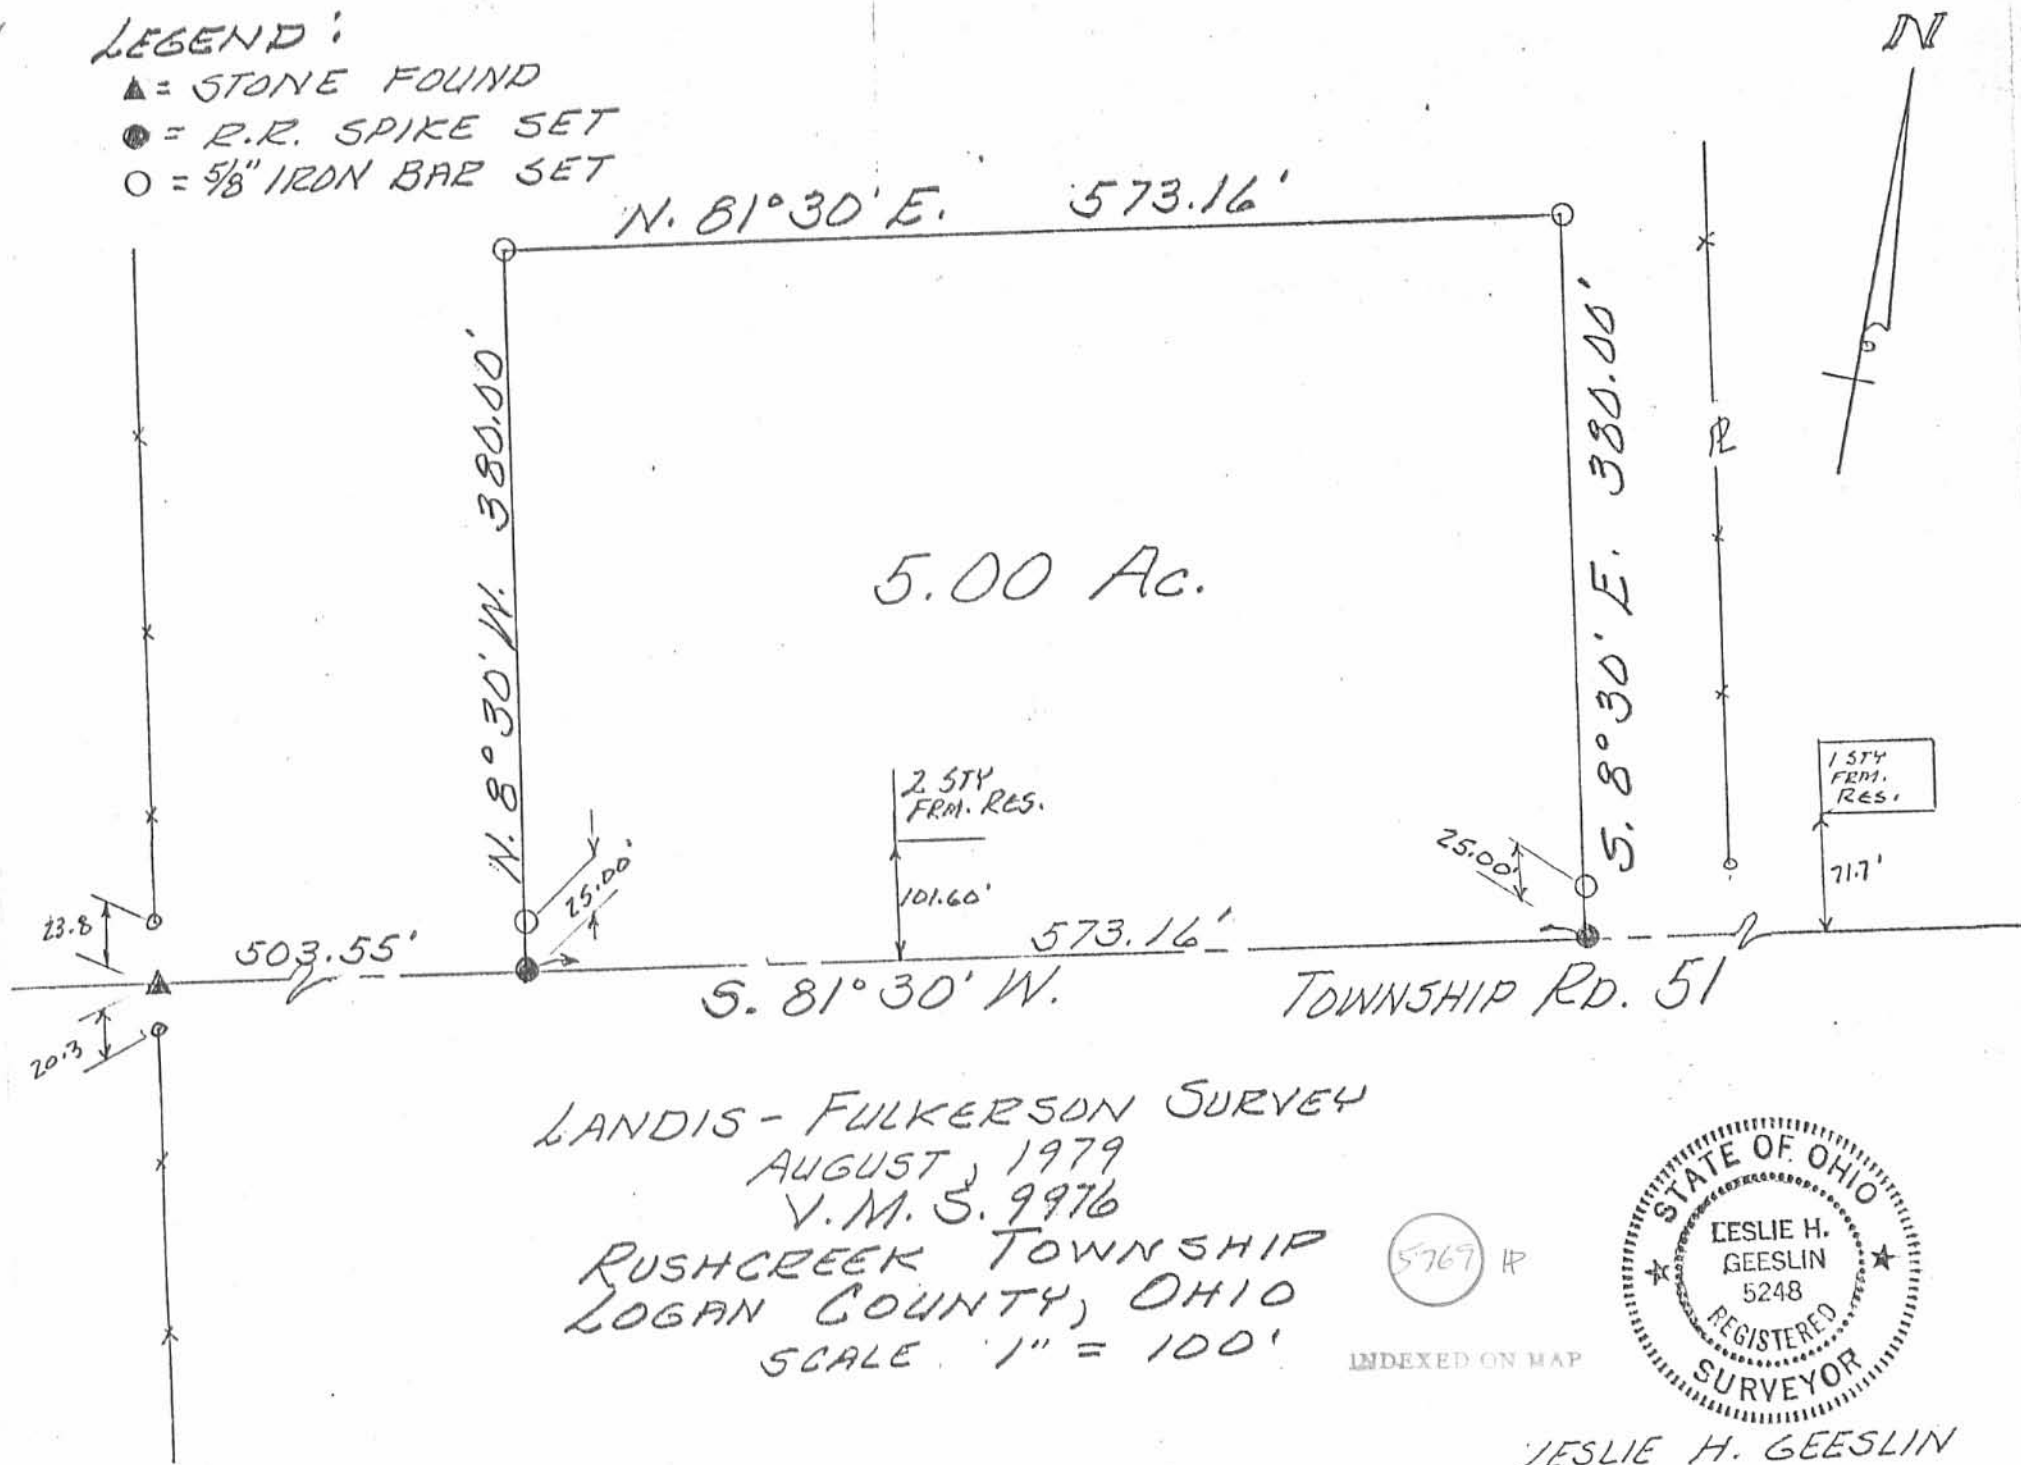 LEGEND:
▲ = STONE FOUND
● = R.R. SPIKE SET
○ = 5/8" IRON BAR SET
N
N. 81°30' E. 573.16'
N. 8°30' W. 380.00'
S. 8°30' E. 380.00'
5.00 Ac.
2 STY
FRM. RES.
1 STY
FRM.
RES.
25.00'
25.00'
101.60'
71.7'
23.8
503.55'
573.16'
20.3
S. 81°30' W.
TOWNSHIP RD. 51
LANDIS - FULKERSON SURVEY
AUGUST, 1979
V.M.S. 9976
RUSHCREEK TOWNSHIP
LOGAN COUNTY, OHIO
SCALE 1" = 100'
5769
INDEXED ON MAP
STATE OF OHIO
LESLIE H.
GEESLIN
5248
REGISTERED
SURVEYOR
LESLIE H. GEESLIN